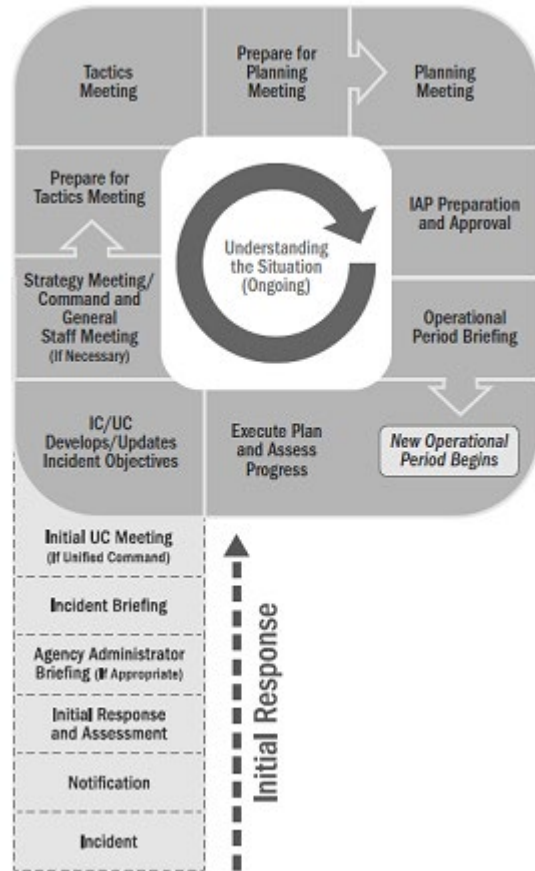 Tactics
Meeting
Prepare for
Planning
Meeting
Planning
Meeting
Prepare for
Tactics Meeting
Understanding
the Situation
(Ongoing)
IAP Preparation
and Approval
Strategy Meeting/
Command and
General
Staff Meeting
(If Necessary)
Operational
Period Briefing
IC/UC
Develops/Updates
Incident Objectives
Execute Plan
and Assess
Progress
New Operational
Period Begins
Initial UC Meeting
(If Unified Command)
Incident Briefing
Agency Administrator
Briefing (If Appropriate)
Initial Response
and Assessment
Notification
Incident
Initial Response